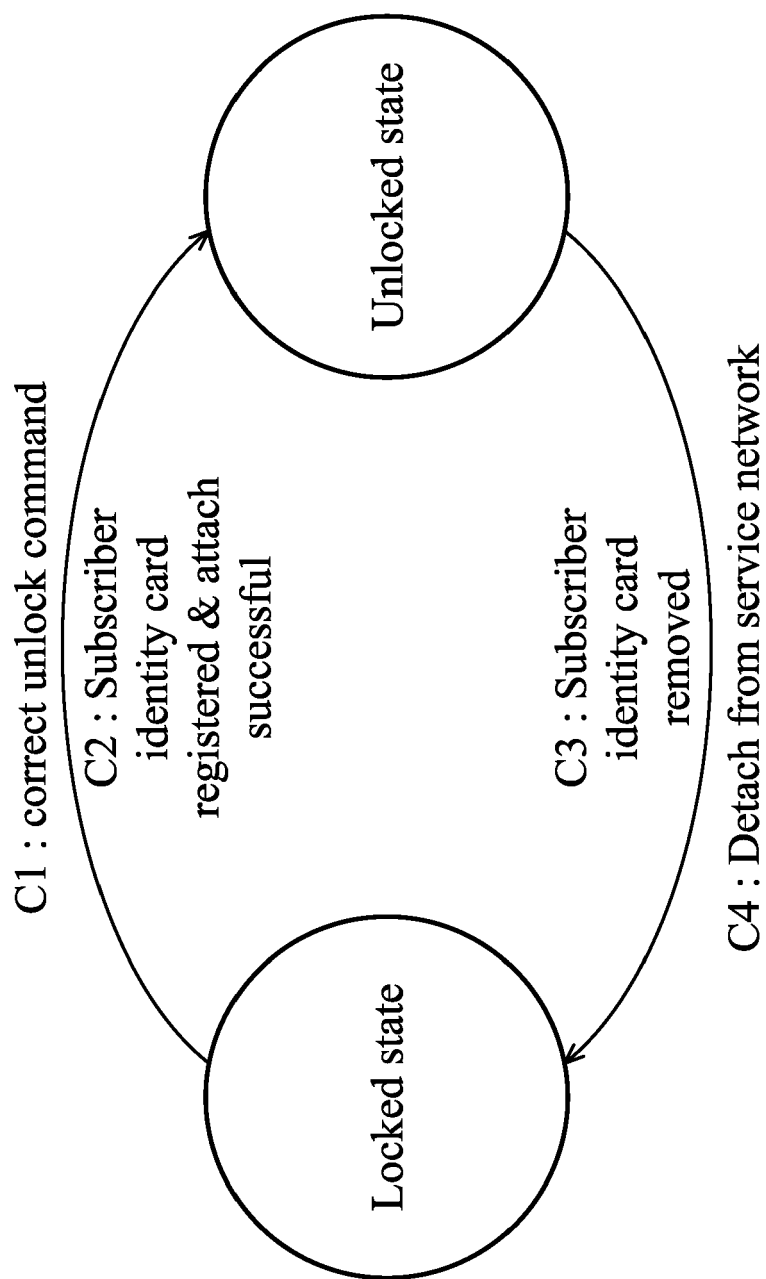 C1 : correct unlock command
C2 : Subscriber
identity card
registered & attach
successful
Locked state
Unlocked state
C3 : Subscriber
identity card
removed
C4 : Detach from service network